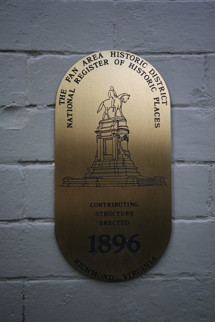 THE FAN AREA HISTORIC DISTRICT
NATIONAL REGISTER OF HISTORIC PLACES
CONTRIBUTING
STRUCTURE
ERECTED
1896
RICHMOND, VIRGINIA